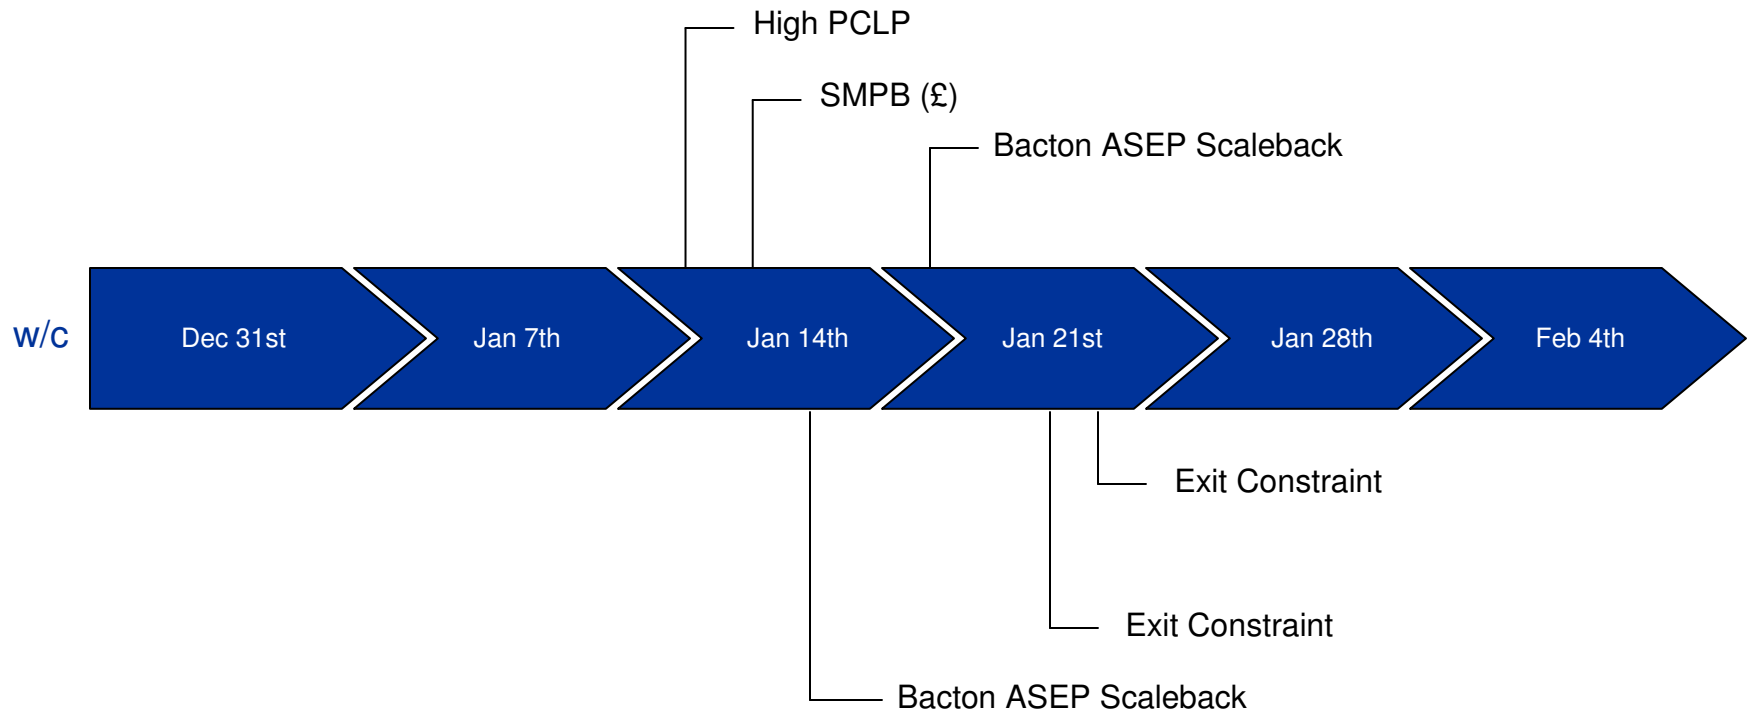 High PCLP
SMPB (£)
Bacton ASEP Scaleback
w/c
Dec 31st
Jan 7th
Jan 14th
Jan 21st
Jan 28th
Feb 4th
Exit Constraint
Exit Constraint
Bacton ASEP Scaleback